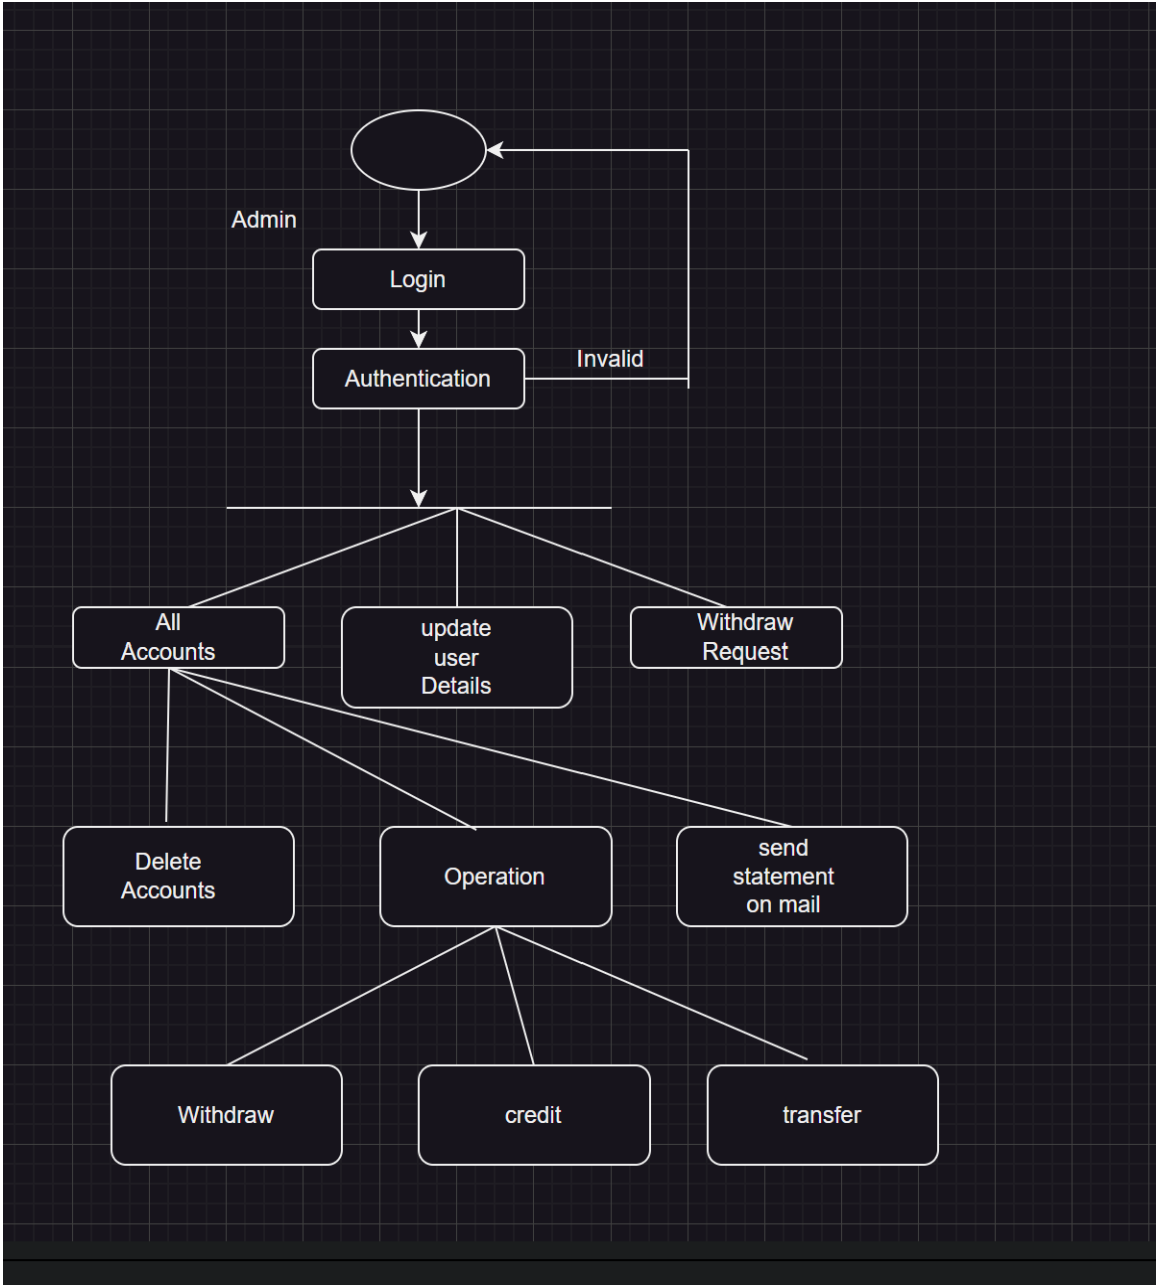 Admin
Login
Invalid
Authentication
All
Accounts
update
user
Details
Withdraw
Request
Delete
Accounts
Operation
send
statement
on mail
Withdraw
credit
transfer